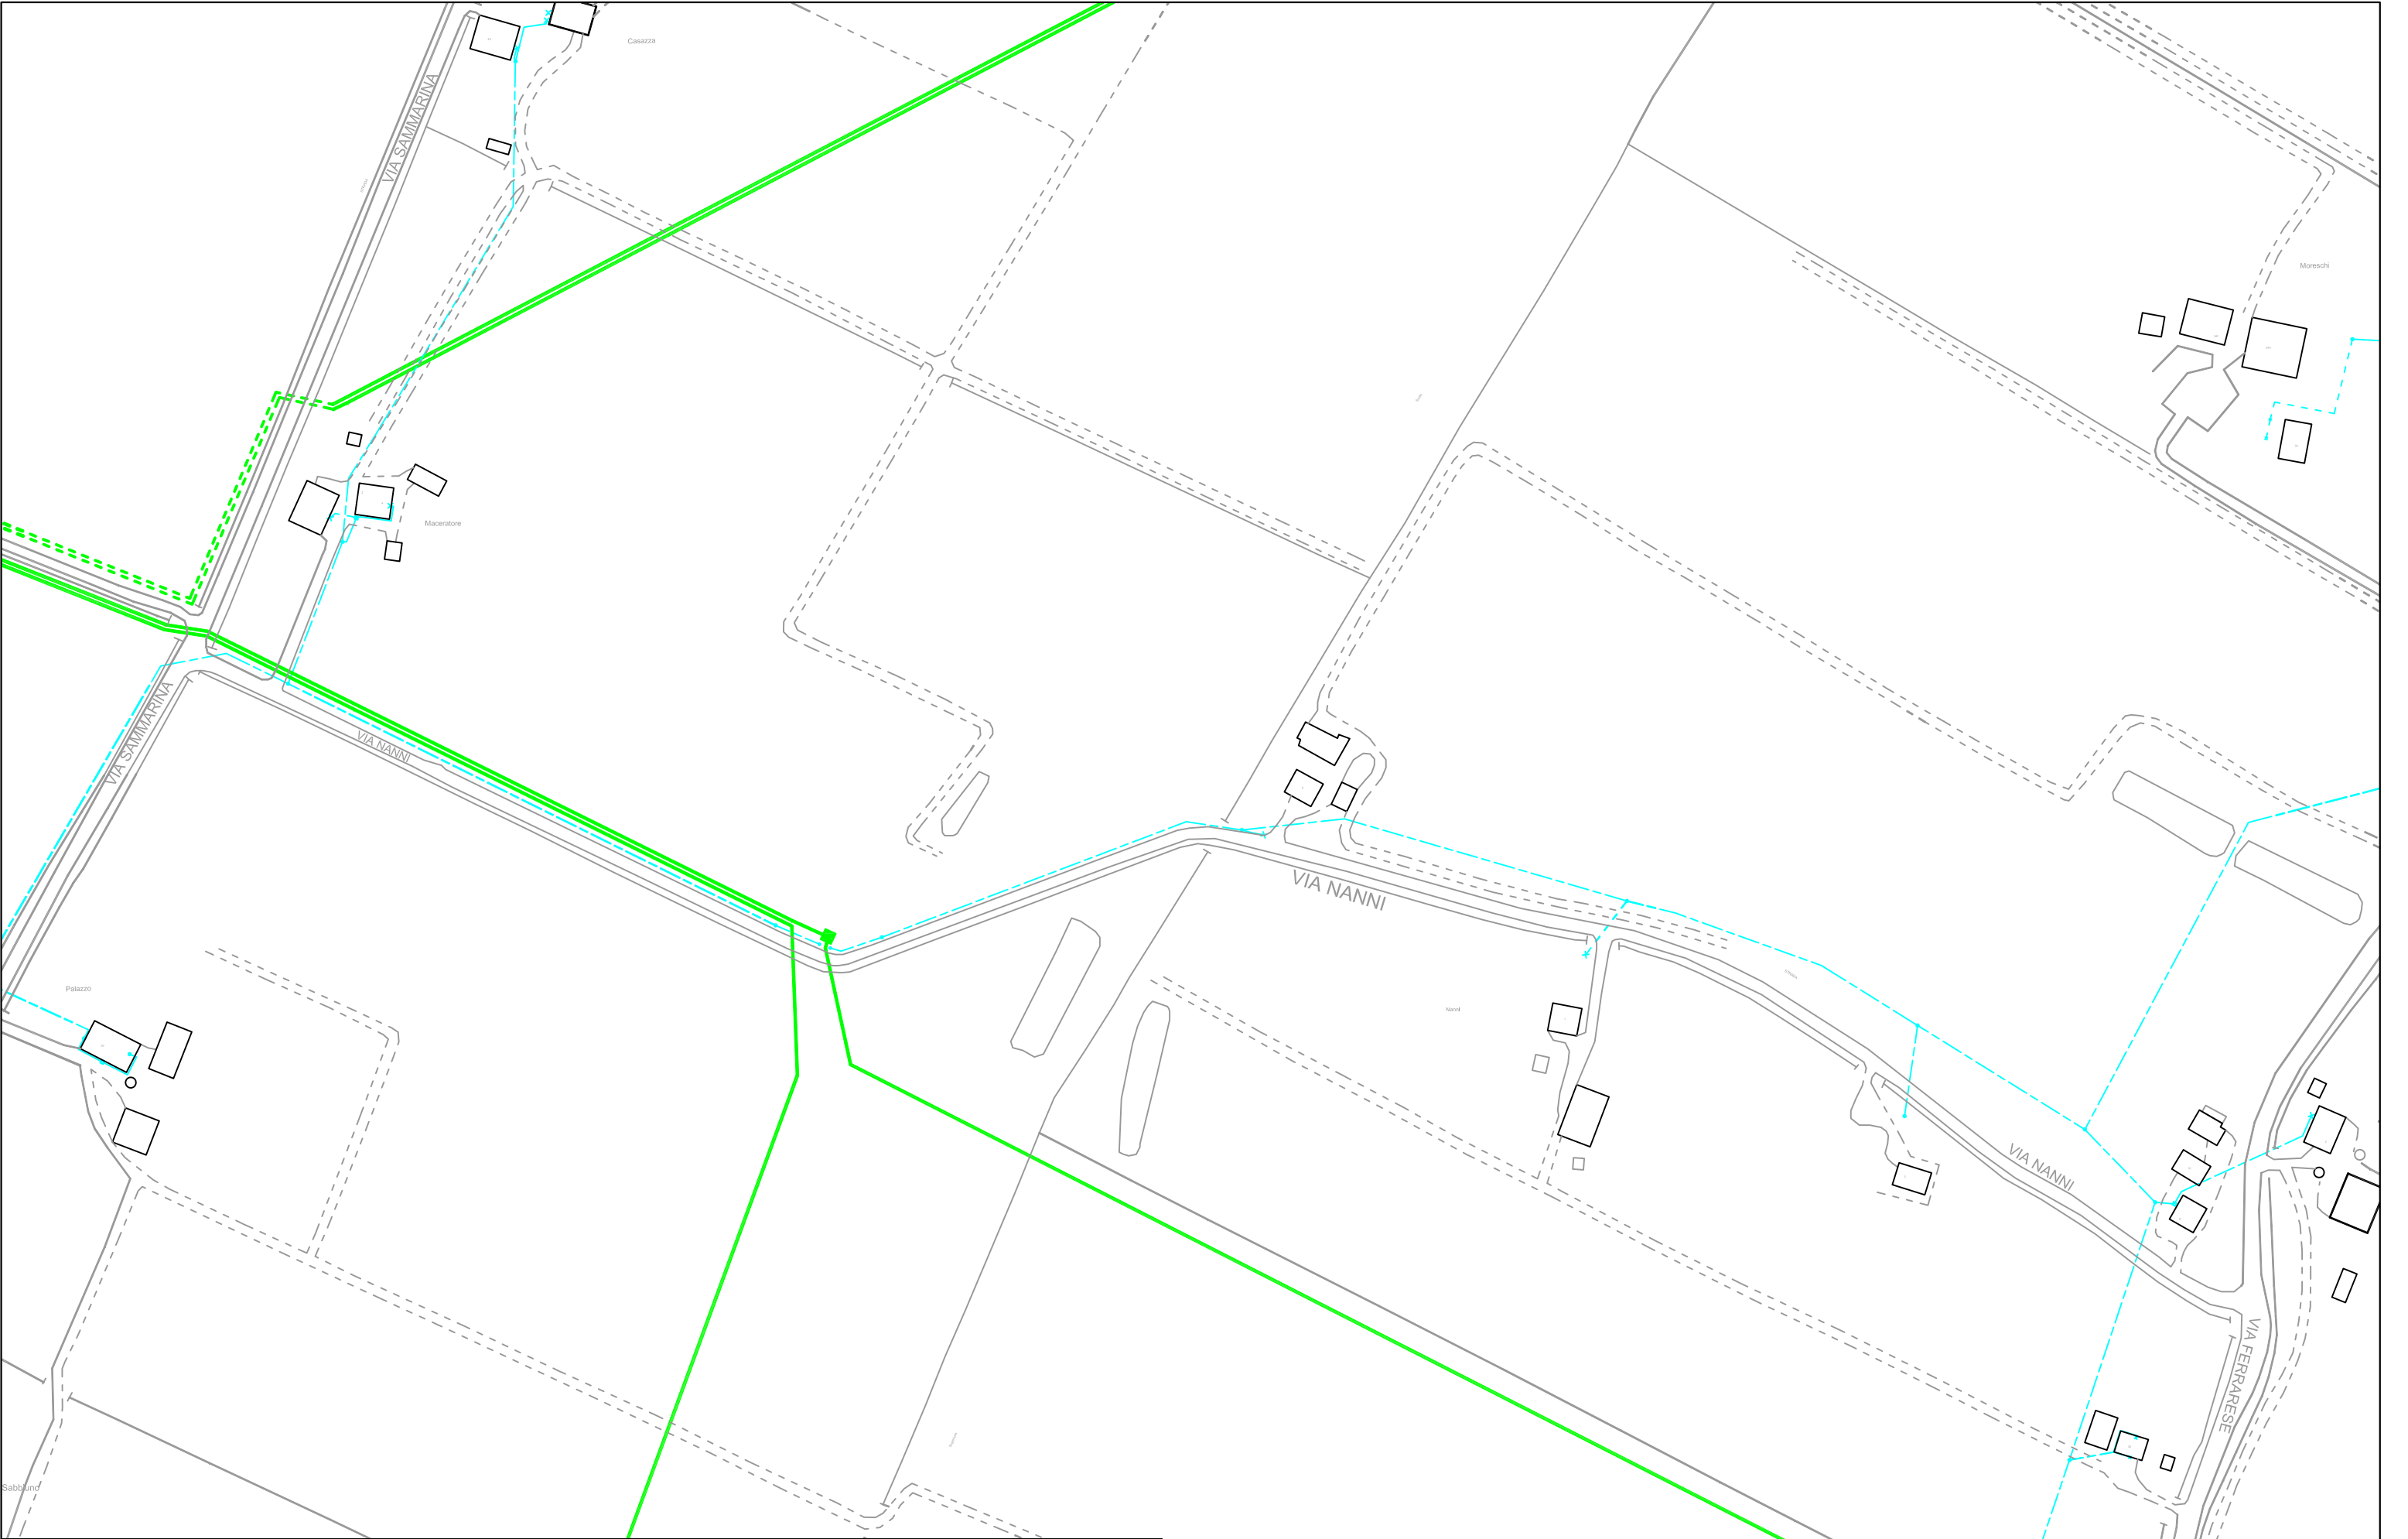 Casazza
VIA SAMMARINA
Moreschi
Maceratore
VIA SAMMARINA
VIA NANNI
VIA NANNI
Palazzo
Nanni
VIA NANNI
VIA FERRARESE
Sabbiuno